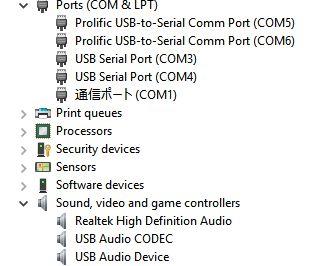 Ports (COM & LPT)
Prolific USB-to-Serial Comm Port (COM5)
Prolific USB-to-Serial Comm Port (COM6)
USB Serial Port (COM3)
USB Serial Port (COM4)
通信ポート (COM1)
Print queues
Processors
Security devices
Sensors
Software devices
Sound, video and game controllers
Realtek High Definition Audio
USB Audio CODEC
USB Audio Device